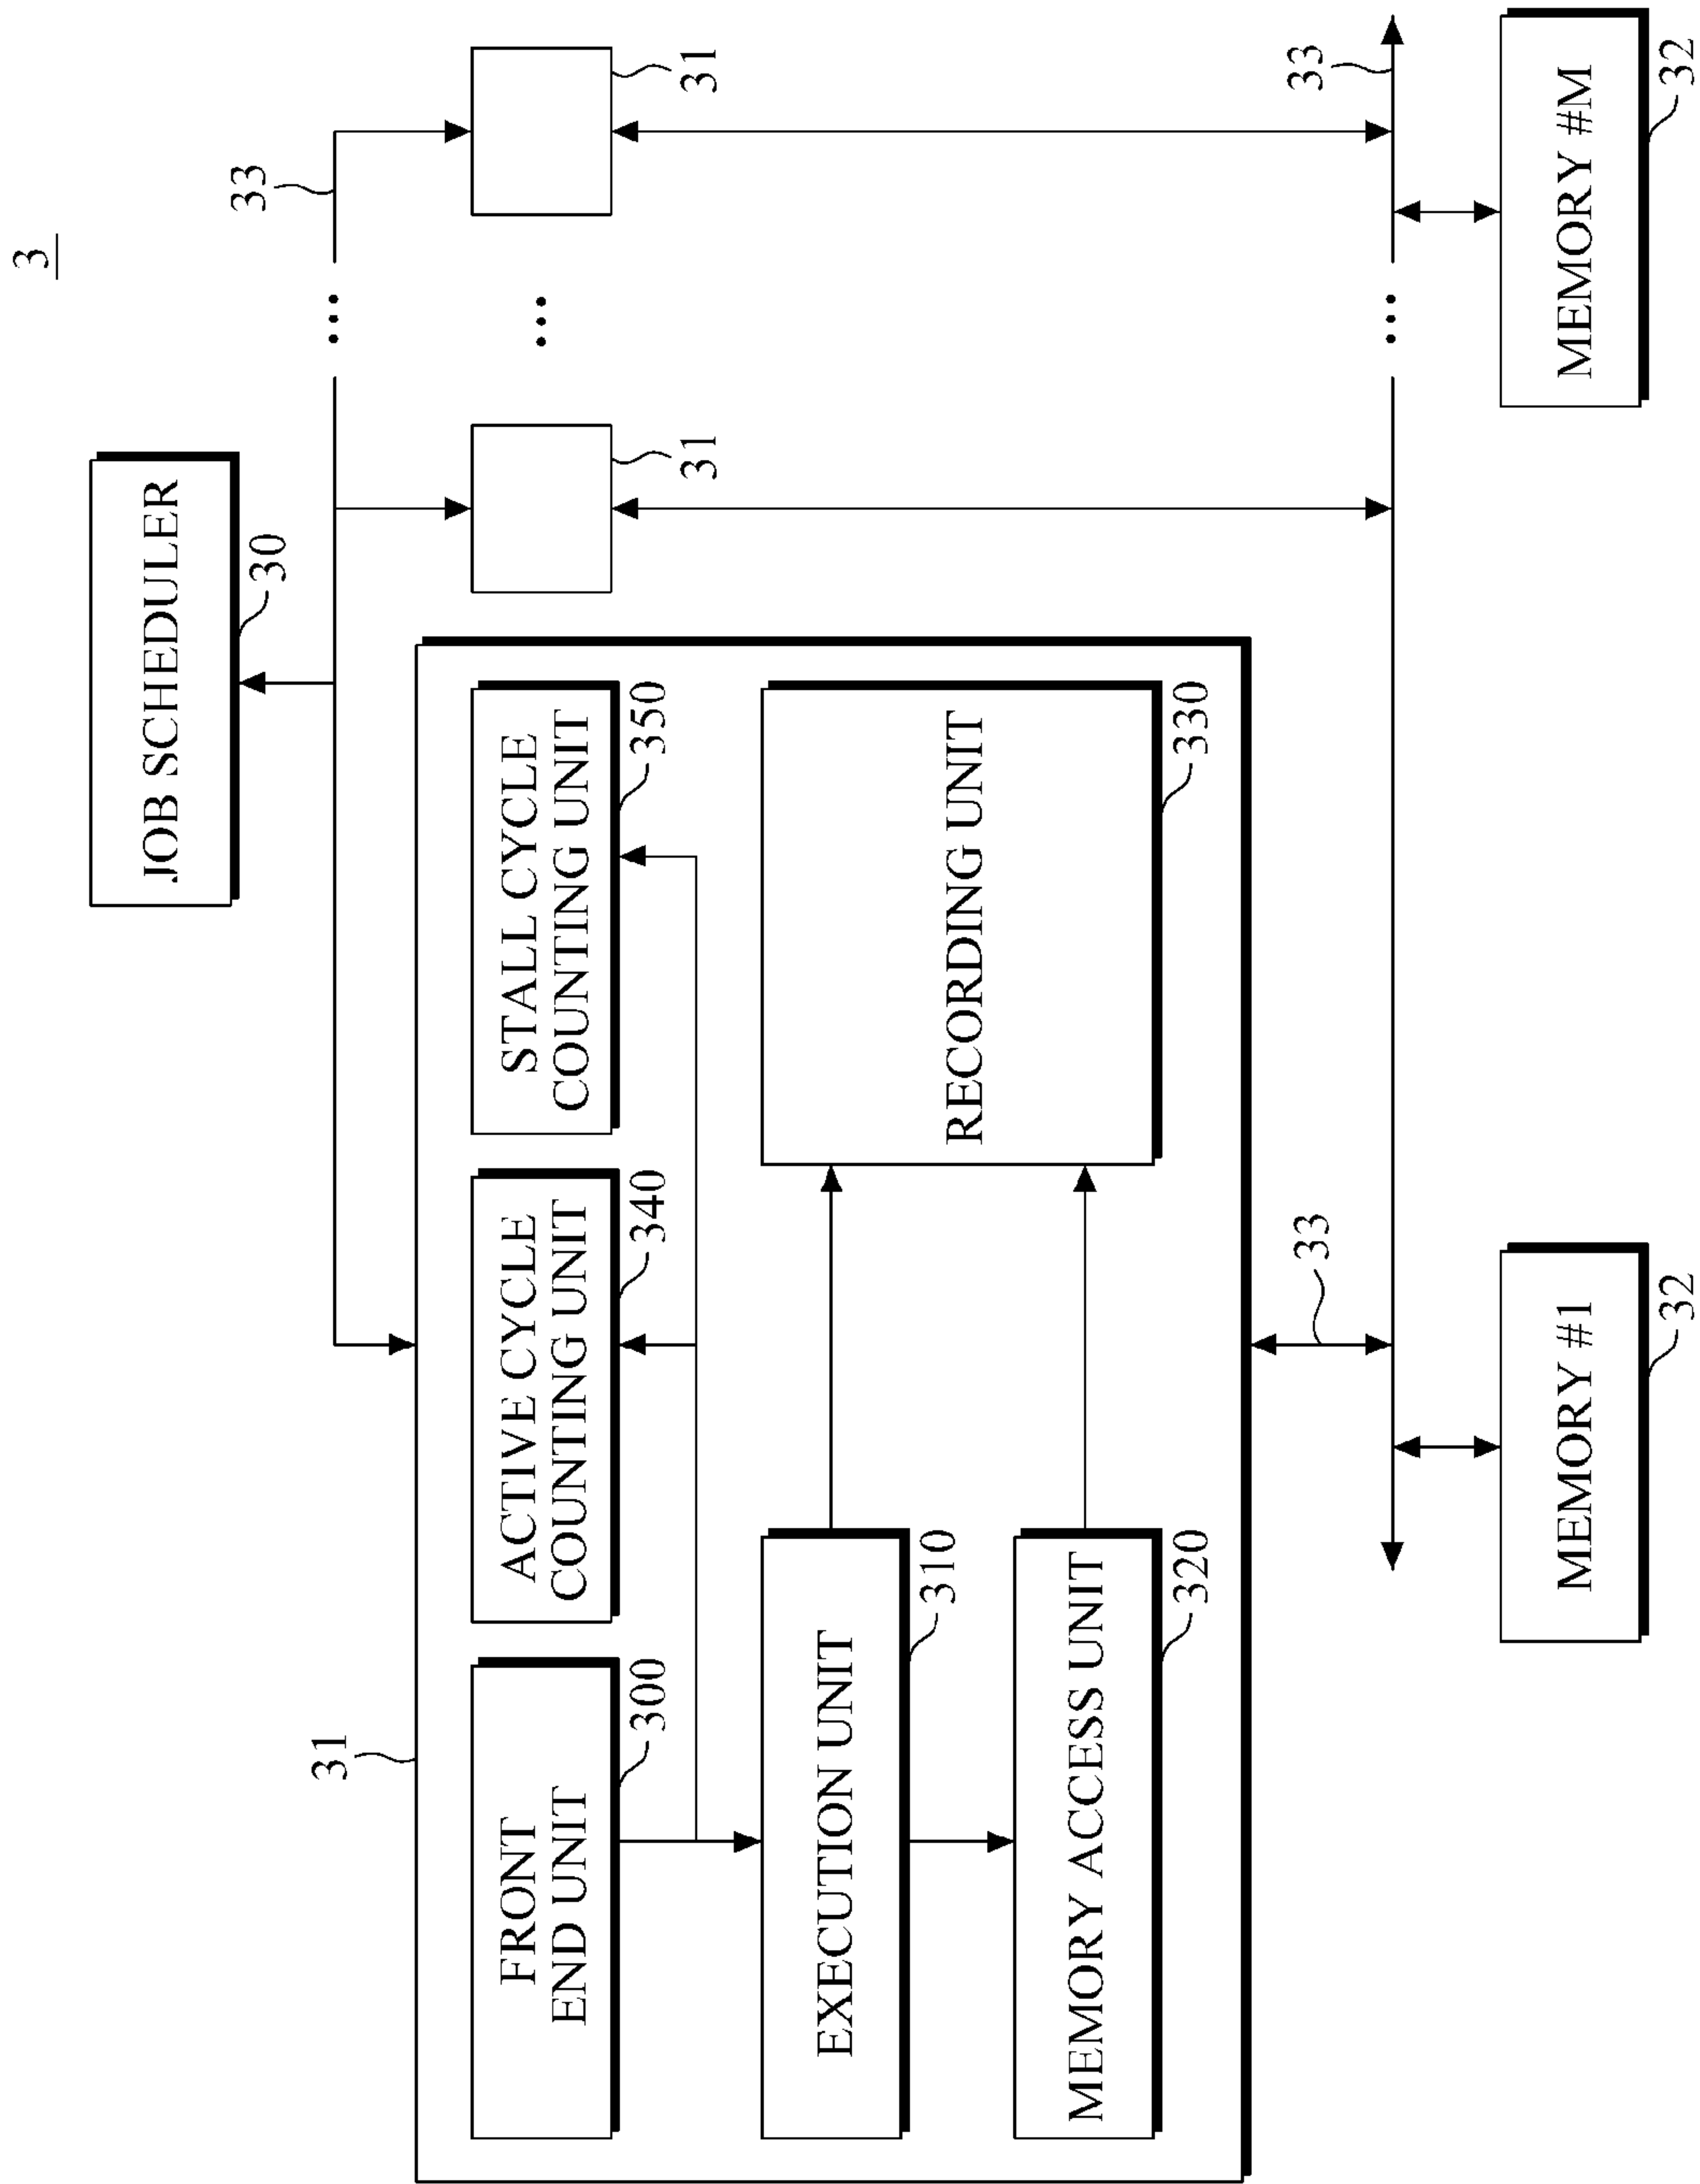 3
JOB SCHEDULER
30
33
31
FRONT
END UNIT
300
ACTIVE CYCLE
COUNTING UNIT
340
STALL CYCLE
COUNTING UNIT
350
31
31
...
...
EXECUTION UNIT
310
RECORDING UNIT
330
MEMORY ACCESS UNIT
320
33
33
...
MEMORY #1
32
MEMORY #M
32